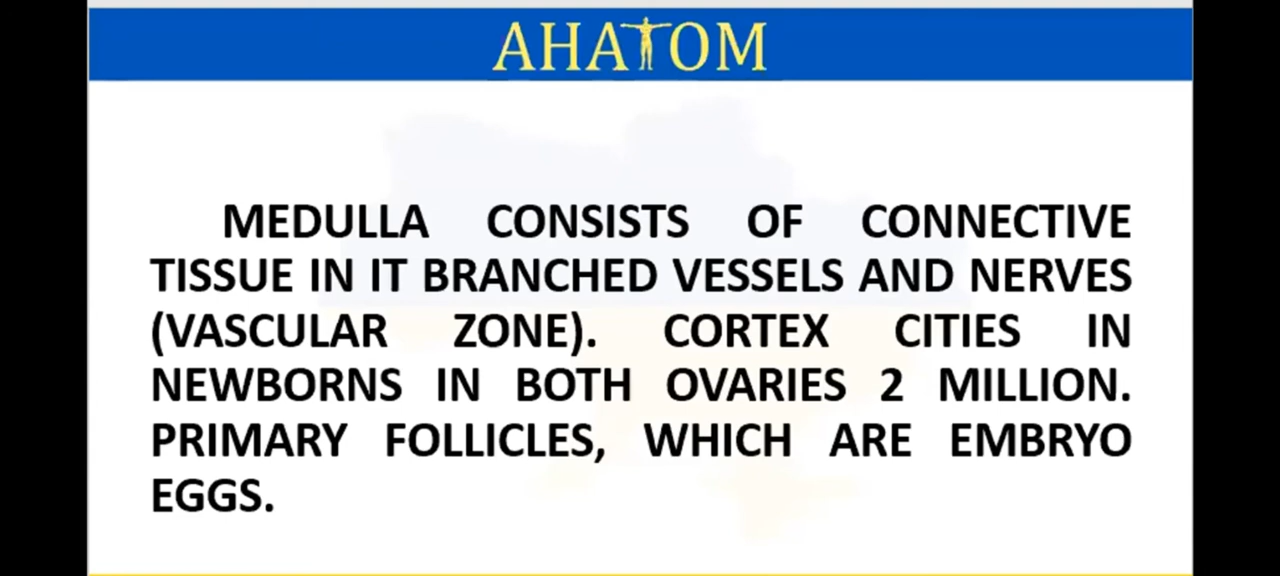 АНАТОМ
MEDULLA CONSISTS OF CONNECTIVE
TISSUE IN IT BRANCHED VESSELS AND NERVES
(VASCULAR ZONE). CORTEX CITIES IN
NEWBORNS IN BOTH OVARIES 2 MILLION.
PRIMARY FOLLICLES, WHICH ARE EMBRYO
EGGS.